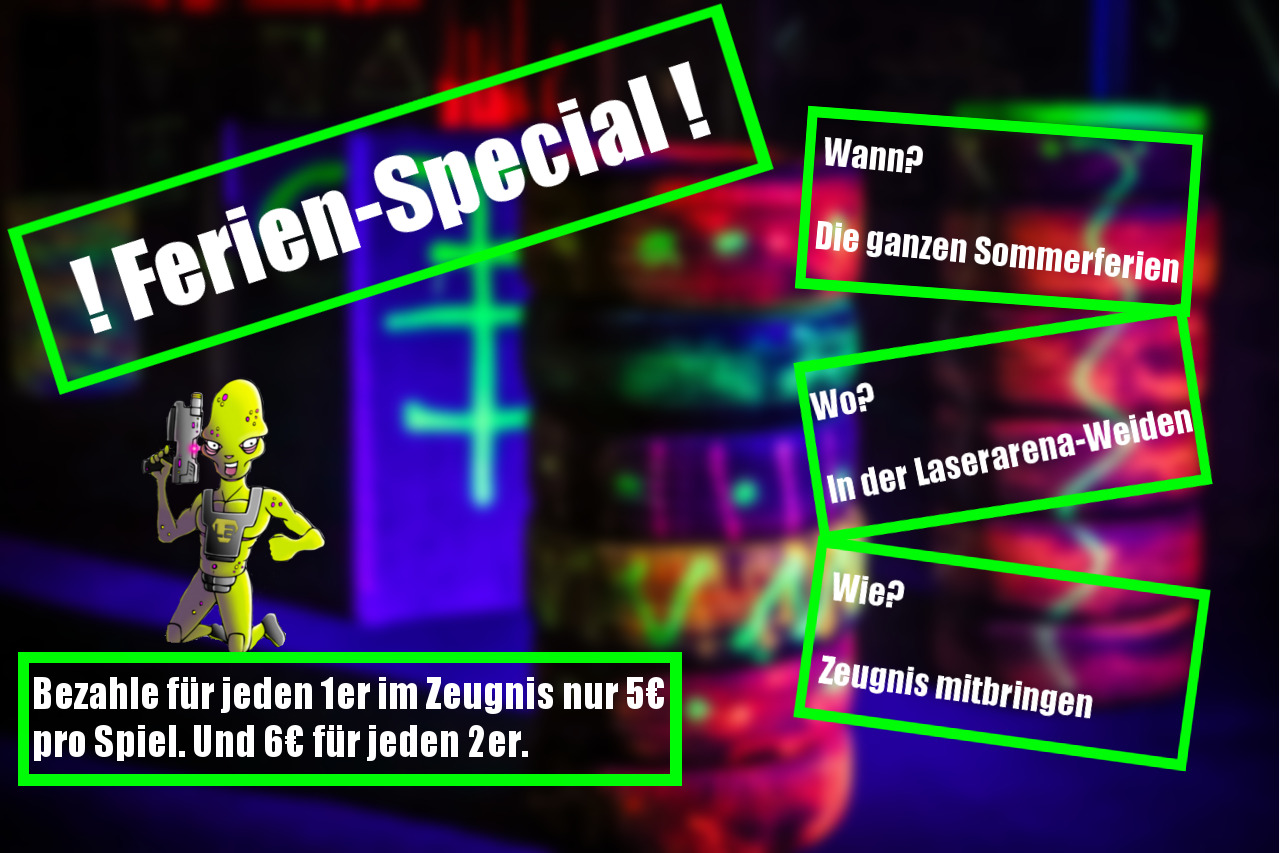 ! Ferien-Special !
Wann?
Die ganzen Sommerferien
Wo?
In der Laserarena-Weiden
Wie?
Zeugnis mitbringen
Bezahle für jeden 1er im Zeugnis nur 5€
pro Spiel. Und 6€ für jeden 2er.